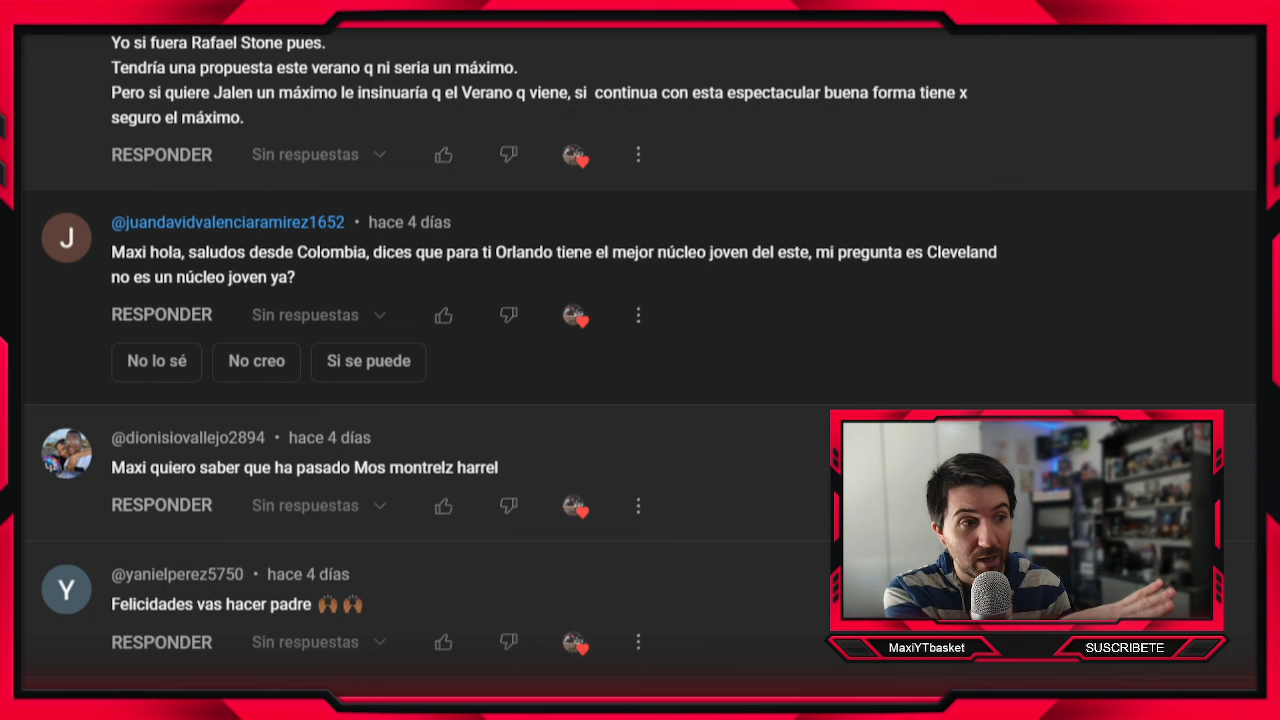 Yo si fuera Rafael Stone pues.
Tendría una propuesta este verano q ni seria un máximo.
Pero si quiere Jalen un máximo le insinuaría q el Verano q viene, si continua con esta espectacular buena forma tiene x
seguro el máximo.
RESPONDER Sin respuestas
J
@juandavidvalenciaramirez1652 • hace 4 días
Maxi hola, saludos desde Colombia, dices que para ti Orlando tiene el mejor núcleo joven del este, mi pregunta es Cleveland
no es un núcleo joven ya?
RESPONDER Sin respuestas
No lo sé No creo Si se puede
@dionisiovallejo2894 • hace 4 días
Maxi quiero saber que ha pasado Mos montrelz harrel
RESPONDER Sin respuestas
Y
@yanielperez5750 • hace 4 días
Felicidades vas hacer padre 🙌🏾 🙌🏾
RESPONDER Sin respuestas
MaxiYTbasket SUSCRIBETE